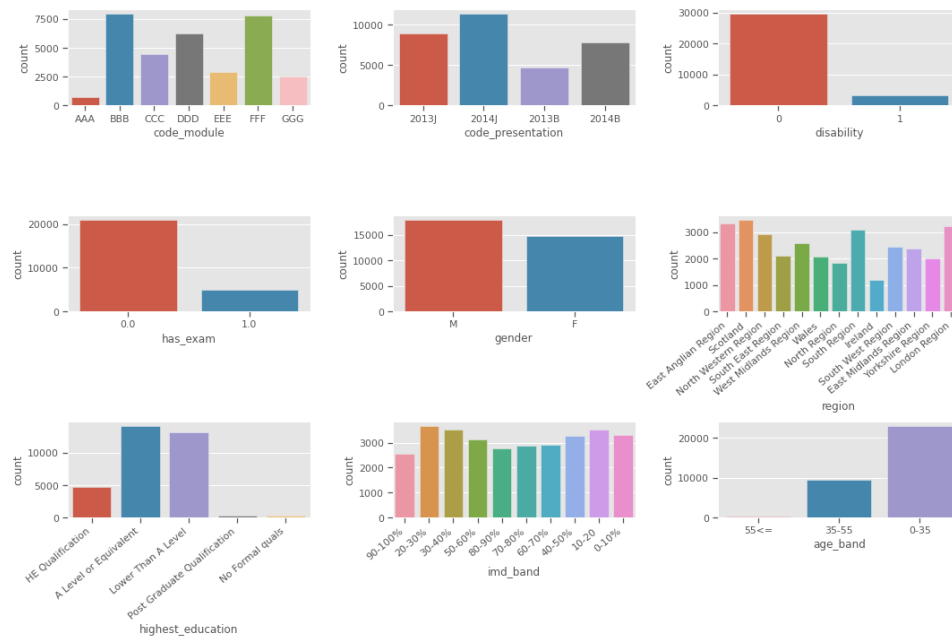 7500
5000
2500
0
count
AAA BBB CCC DDD EEE FFF GGG
code_module
10000
5000
0
count
2013J 2014J 2013B 2014B
code_presentation
30000
20000
10000
0
count
0 1
disability
20000
10000
0
count
0.0 1.0
has_exam
15000
10000
5000
0
count
M F
gender
3000
2000
1000
0
count
East Anglian Region
Scotland
North Western Region
South East Region
West Midlands Region
Wales
North Region
South Region
Ireland
South West Region
East Midlands Region
Yorkshire Region
London Region
region
10000
5000
0
count
HE Qualification
A Level or Equivalent
Lower Than A Level
Post Graduate Qualification
No Formal quals
highest_education
3000
2000
1000
0
count
90-100%
20-30%
30-40%
50-60%
80-90%
70-80%
60-70%
40-50%
10-20
0-10%
imd_band
20000
10000
0
count
55<= 35-55 0-35
age_band